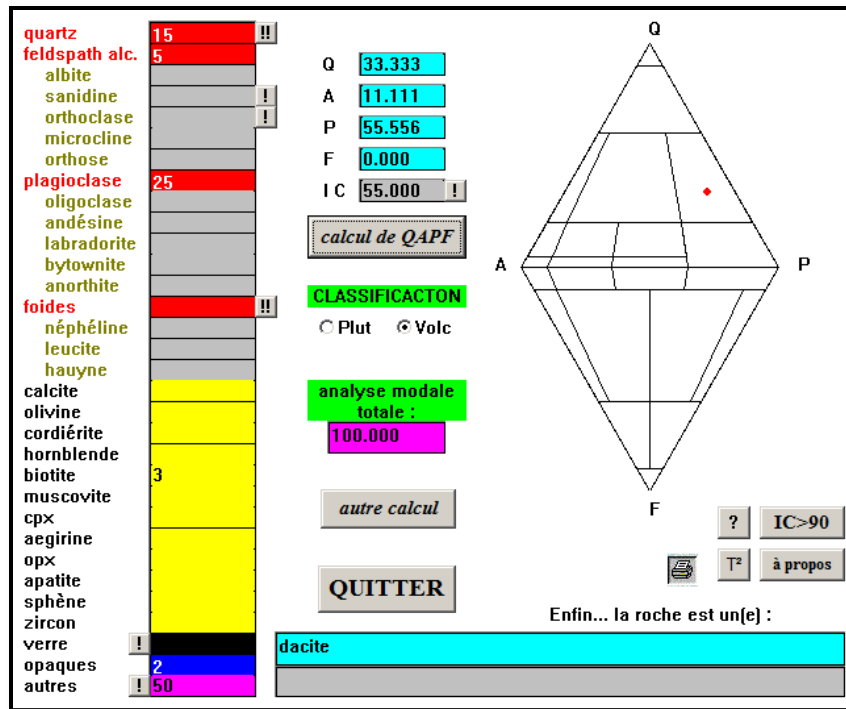 quartz 15 !!
feldspath alc. 5
albite
sanidine !
orthoclase !
microcline
orthose
plagioclase 25
oligoclase
andésine
labradorite
bytownite
anorthite
foides !!
néphéline
leucite
hauyne
calcite
olivine
cordiérite
hornblende
biotite 3
muscovite
cpx
aegirine
opx
apatite
sphène
zircon
verre !
opaques 2
autres ! 50
Q 33.333
A 11.111
P 55.556
F 0.000
I C 55.000 !
calcul de QAPF
CLASSIFICACTON
Plut Volc
analyse modale
totale :
100.000
autre calcul
QUITTER
Q
A
P
F
? IC>90
T² à propos
Enfin... la roche est un(e) :
dacite